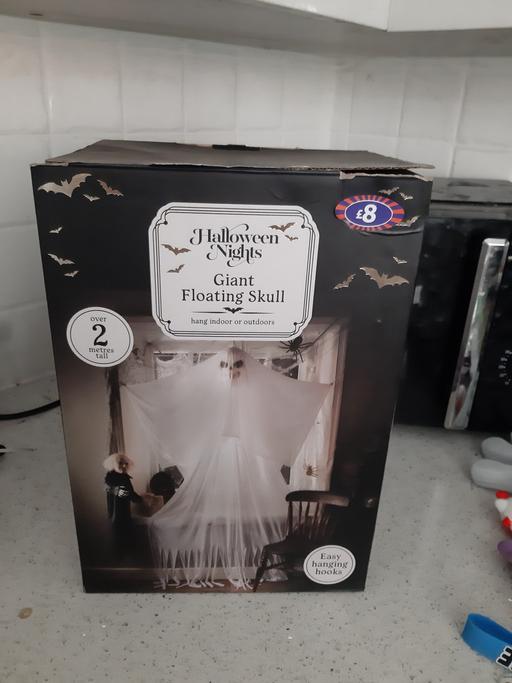 £8
Halloween
Nights
Giant
Floating Skull
hang indoor or outdoors
over
2
metres
tall
Easy
hanging
hooks